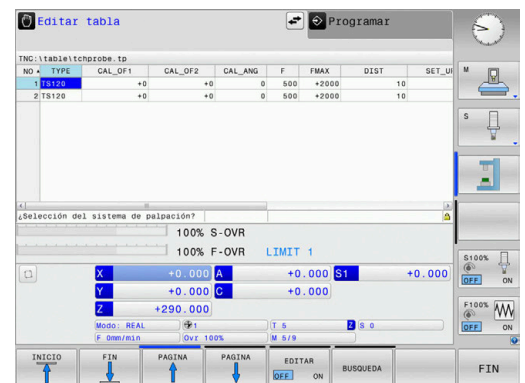 Editar tabla
Programar
TNC:\table\tchprobe.tp
NO TYPE CAL_OF1 CAL_OF2 CAL_ANG F FMAX DIST SET_UI
1 TS120 +0 +0 0 500 +2000 10
2 TS120 +0 +0 0 500 +2000 10
¿Selección del sistema de palpación?
100% S-OVR
100% F-OVR LIMIT 1
X +0.000 A +0.000 S1 +0.000
Y +0.000 C +0.000
Z +290.000
Modo: REAL 1 T 5 Z S 0
F 0mm/min Ovr 100% M 5/9
M
S
S100%
OFF ON
F100%
OFF ON
INICIO FIN PAGINA PAGINA EDITAR BUSQUEDA FIN
OFF ON